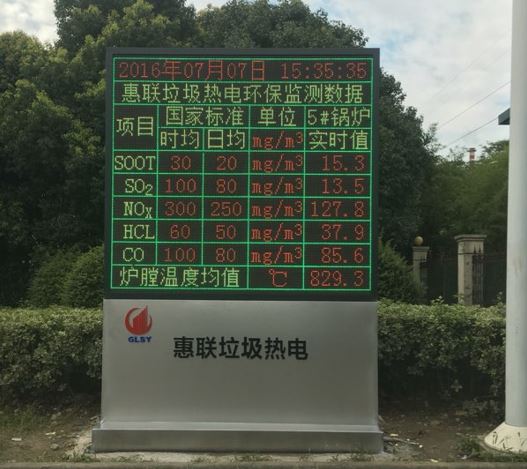 2016年07月07日 15:35:35
惠联垃圾热电环保监测数据
项目 国家标准 单位 5#锅炉
时均 日均 mg/m³ 实时值
SOOT 30 20 mg/m³ 15.3
SO₂ 100 80 mg/m³ 13.5
NOₓ 300 250 mg/m³ 127.8
HCL 60 50 mg/m³ 37.9
CO 100 80 mg/m³ 85.6
炉膛温度均值 ℃ 829.3
GLSY
惠联垃圾热电